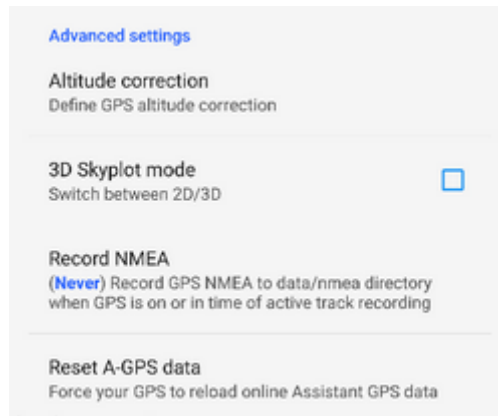 Advanced settings
Altitude correction
Define GPS altitude correction
3D Skyplot mode
Switch between 2D/3D
Record NMEA
(Never) Record GPS NMEA to data/nmea directory
when GPS is on or in time of active track recording
Reset A-GPS data
Force your GPS to reload online Assistant GPS data